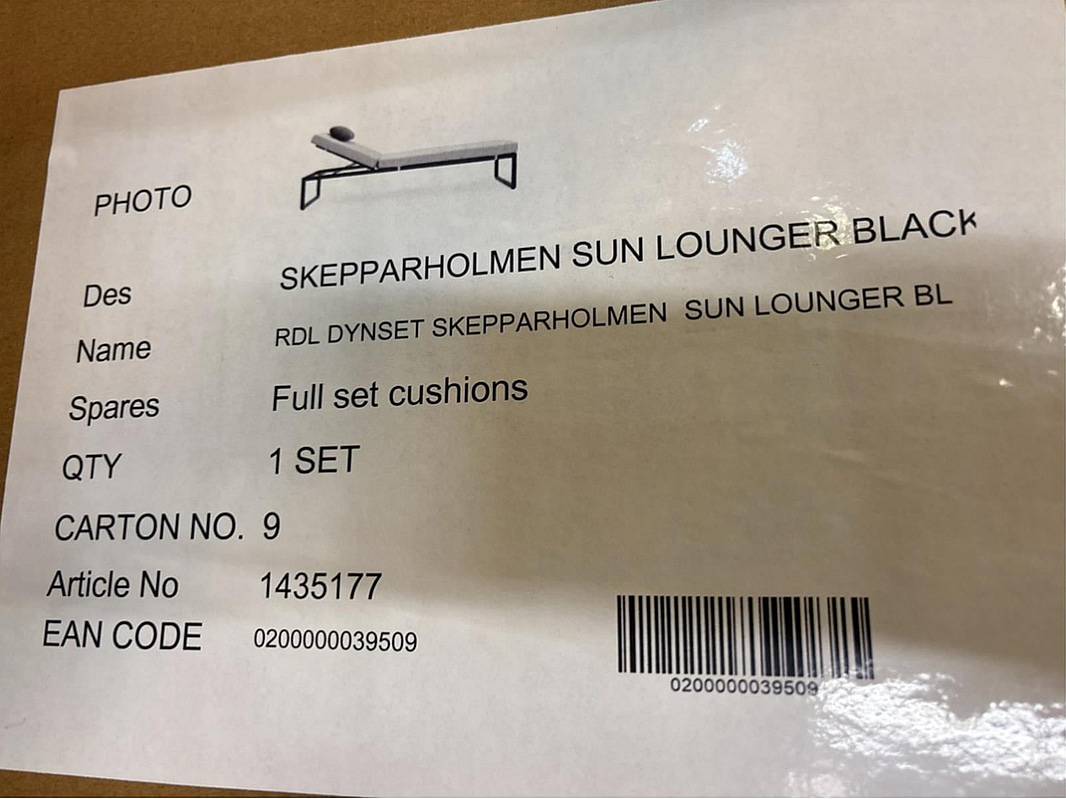 PHOTO
Des SKEPPARHOLMEN SUN LOUNGER BLACK
Name RDL DYNSET SKEPPARHOLMEN SUN LOUNGER BL
Spares Full set cushions
QTY 1 SET
CARTON NO. 9
Article No 1435177
EAN CODE 0200000039509
0200000039509